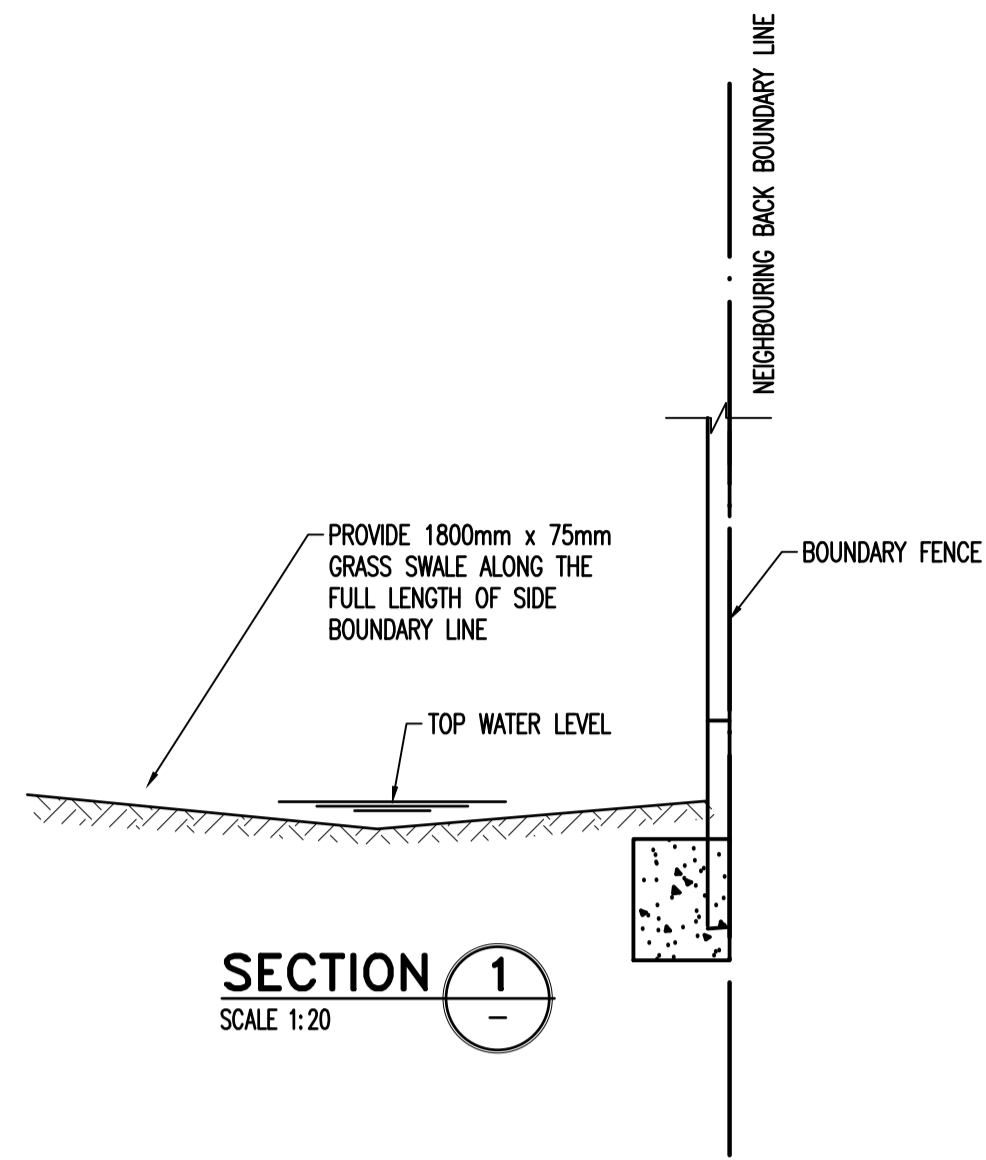 NEIGHBOURING BACK BOUNDARY LINE
PROVIDE 1800mm x 75mm
GRASS SWALE ALONG THE
FULL LENGTH OF SIDE
BOUNDARY LINE
BOUNDARY FENCE
TOP WATER LEVEL
SECTION 1
SCALE 1:20 -